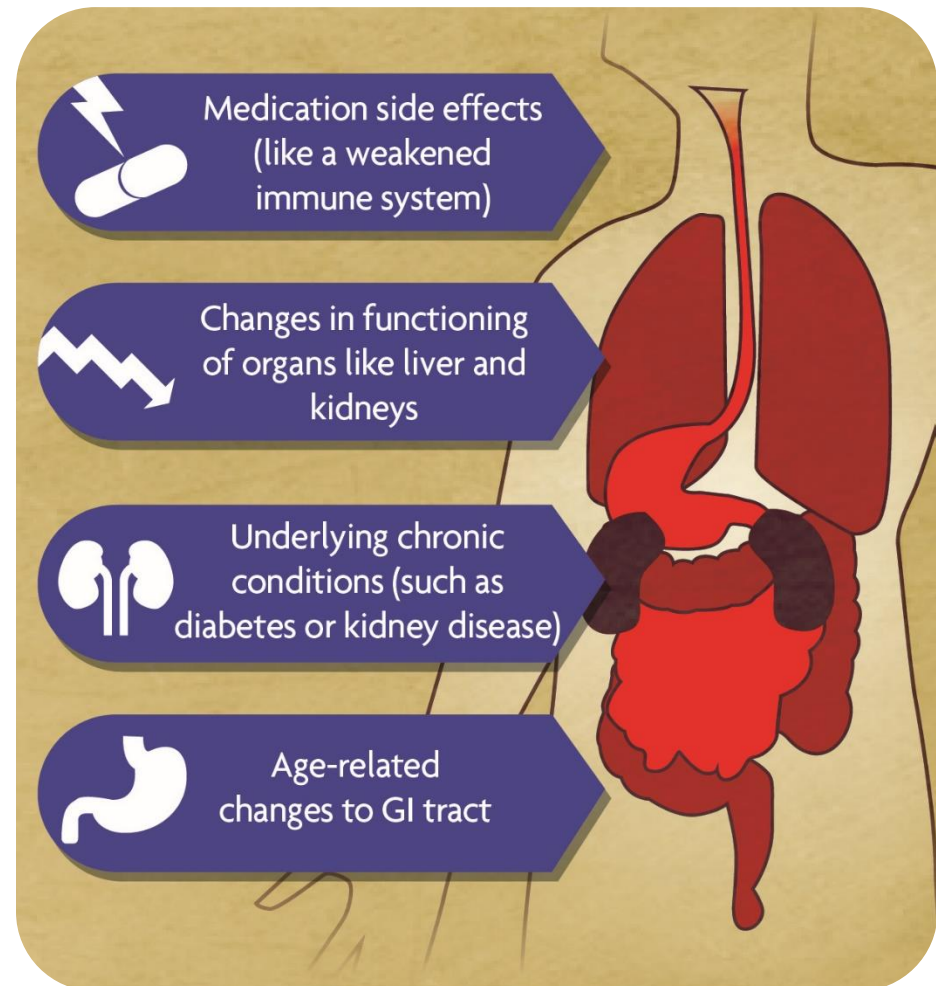 Medication side effects
(like a weakened
immune system)
Changes in functioning
of organs like liver and
kidneys
Underlying chronic
conditions (such as
diabetes or kidney disease)
Age-related
changes to GI tract